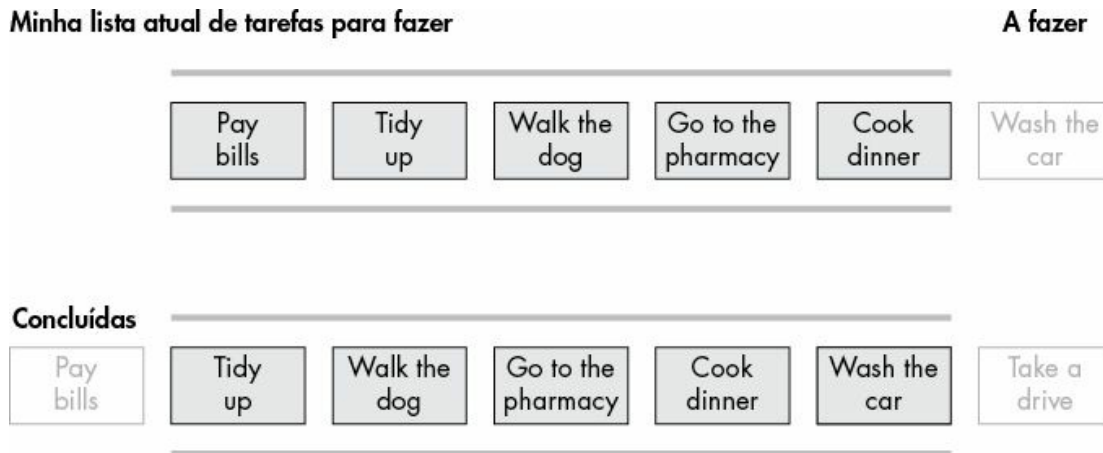 Minha lista atual de tarefas para fazer
A fazer
Pay
bills
Tidy
up
Walk the
dog
Go to the
pharmacy
Cook
dinner
Wash the
car
Concluídas
Pay
bills
Tidy
up
Walk the
dog
Go to the
pharmacy
Cook
dinner
Wash the
car
Take a
drive